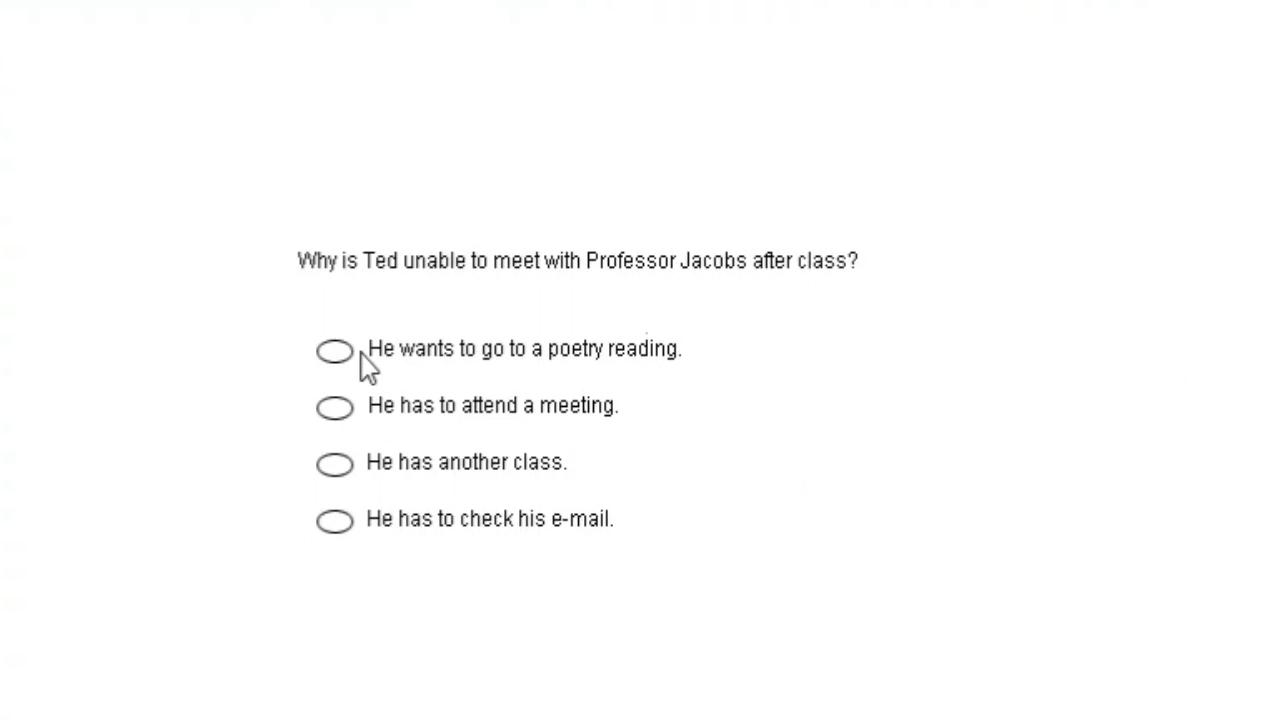 Why is Ted unable to meet with Professor Jacobs after class?
He wants to go to a poetry reading.
He has to attend a meeting.
He has another class.
He has to check his e-mail.